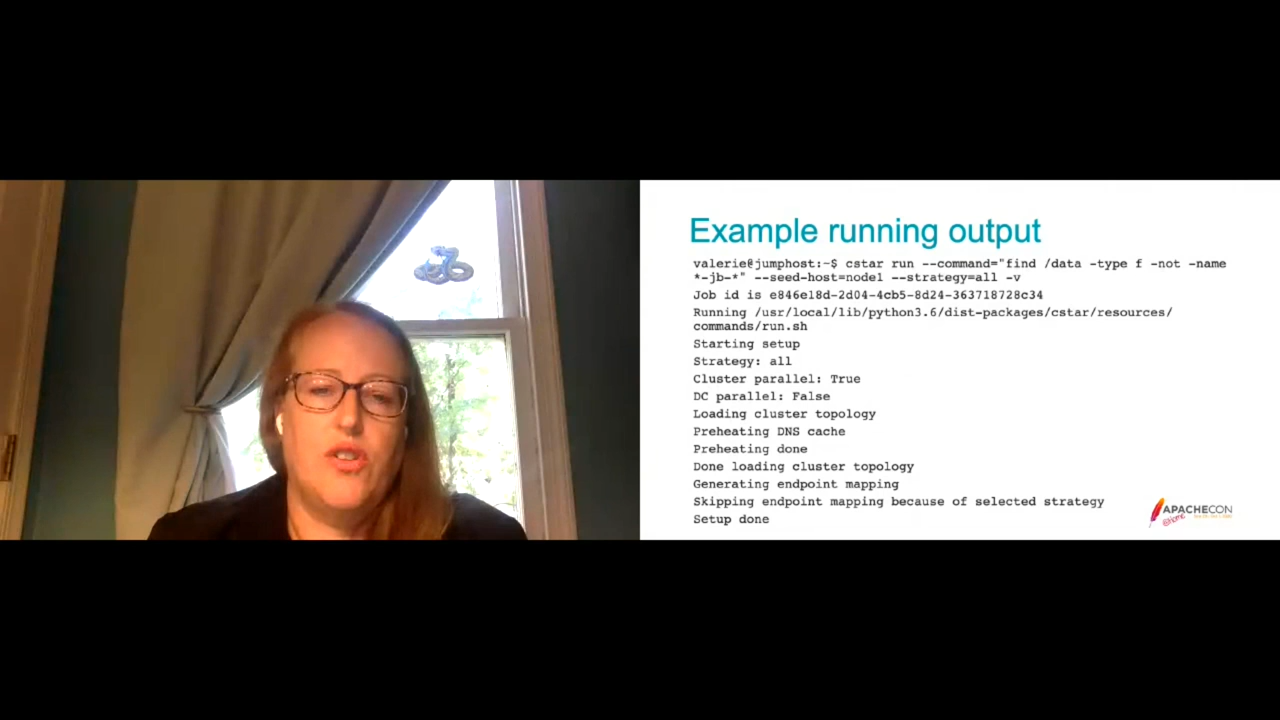 Example running output
valerie@jumphost:~$ cstar run --command="find /data -type f -not -name
*-jb-*" --seed-host=node1 --strategy=all -v
Job id is e846e18d-2d04-4cb5-8d24-363718728c34
Running /usr/local/lib/python3.6/dist-packages/cstar/resources/
commands/run.sh
Starting setup
Strategy: all
Cluster parallel: True
DC parallel: False
Loading cluster topology
Preheating DNS cache
Preheating done
Done loading cluster topology
Generating endpoint mapping
Skipping endpoint mapping because of selected strategy
Setup done
APACHECON
@Home